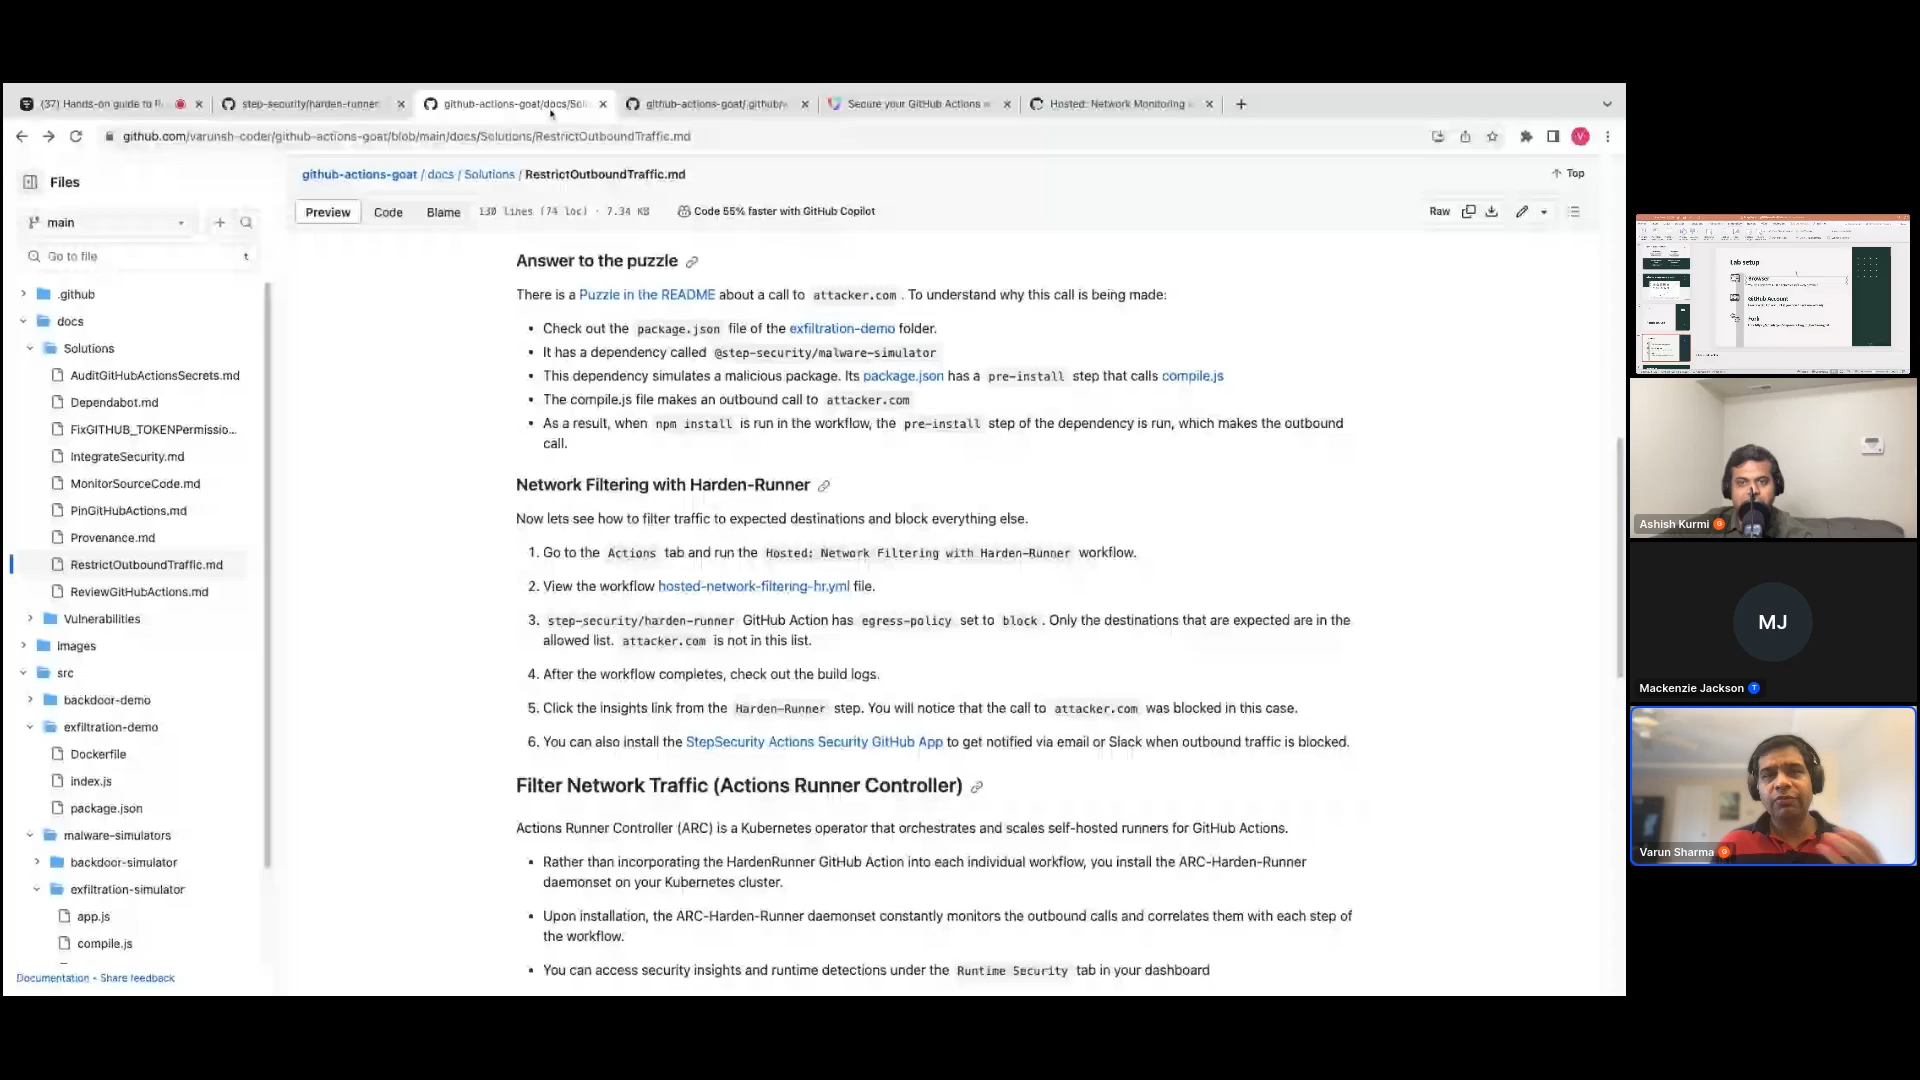 (37) Hands-on guide to R
step-security/harden-runner
github-actions-goat/docs/Solu
github-actions-goat/.github/w
Secure your GitHub Actions w
Hosted: Network Monitoring
github.com/varunsh-coder/github-actions-goat/blob/main/docs/Solutions/RestrictOutboundTraffic.md
Files
main
Go to file
t
.github
docs
Solutions
AuditGitHubActionsSecrets.md
Dependabot.md
FixGITHUB_TOKENPermissio...
IntegrateSecurity.md
MonitorSourceCode.md
PinGitHubActions.md
Provenance.md
RestrictOutboundTraffic.md
ReviewGitHubActions.md
Vulnerabilities
images
src
backdoor-demo
exfiltration-demo
Dockerfile
index.js
package.json
malware-simulators
backdoor-simulator
exfiltration-simulator
app.js
compile.js
Documentation • Share feedback
github-actions-goat / docs / Solutions / RestrictOutboundTraffic.md
Top
Preview Code Blame 130 lines (74 loc) · 7.34 KB Code 55% faster with GitHub Copilot
Raw
Answer to the puzzle
There is a Puzzle in the README about a call to attacker.com . To understand why this call is being made:
• Check out the package.json file of the exfiltration-demo folder.
• It has a dependency called @step-security/malware-simulator
• This dependency simulates a malicious package. Its package.json has a pre-install step that calls compile.js
• The compile.js file makes an outbound call to attacker.com
• As a result, when npm install is run in the workflow, the pre-install step of the dependency is run, which makes the outbound
call.
Network Filtering with Harden-Runner
Now lets see how to filter traffic to expected destinations and block everything else.
1. Go to the Actions tab and run the Hosted: Network Filtering with Harden-Runner workflow.
2. View the workflow hosted-network-filtering-hr.yml file.
3. step-security/harden-runner GitHub Action has egress-policy set to block . Only the destinations that are expected are in the
allowed list. attacker.com is not in this list.
4. After the workflow completes, check out the build logs.
5. Click the insights link from the Harden-Runner step. You will notice that the call to attacker.com was blocked in this case.
6. You can also install the StepSecurity Actions Security GitHub App to get notified via email or Slack when outbound traffic is blocked.
Filter Network Traffic (Actions Runner Controller)
Actions Runner Controller (ARC) is a Kubernetes operator that orchestrates and scales self-hosted runners for GitHub Actions.
• Rather than incorporating the HardenRunner GitHub Action into each individual workflow, you install the ARC-Harden-Runner
daemonset on your Kubernetes cluster.
• Upon installation, the ARC-Harden-Runner daemonset constantly monitors the outbound calls and correlates them with each step of
the workflow.
• You can access security insights and runtime detections under the Runtime Security tab in your dashboard
Lab setup
Browser
GitHub Account
Fork
Ashish Kurmi
MJ
Mackenzie Jackson
Varun Sharma